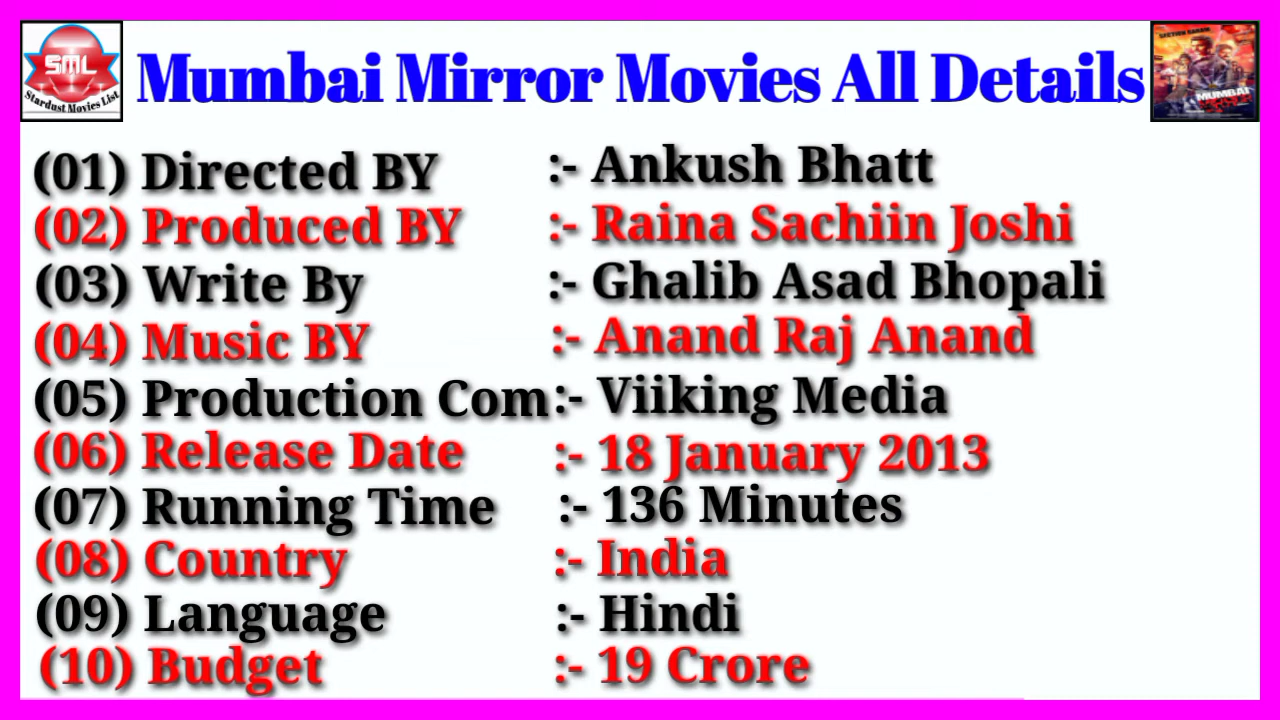 SML
Stardust Movies List
Mumbai Mirror Movies All Details
MUMBAI
(01) Directed BY :- Ankush Bhatt
(02) Produced BY :- Raina Sachiin Joshi
(03) Write By :- Ghalib Asad Bhopali
(04) Music BY :- Anand Raj Anand
(05) Production Com :- Viiking Media
(06) Release Date :- 18 January 2013
(07) Running Time :- 136 Minutes
(08) Country :- India
(09) Language :- Hindi
(10) Budget :- 19 Crore